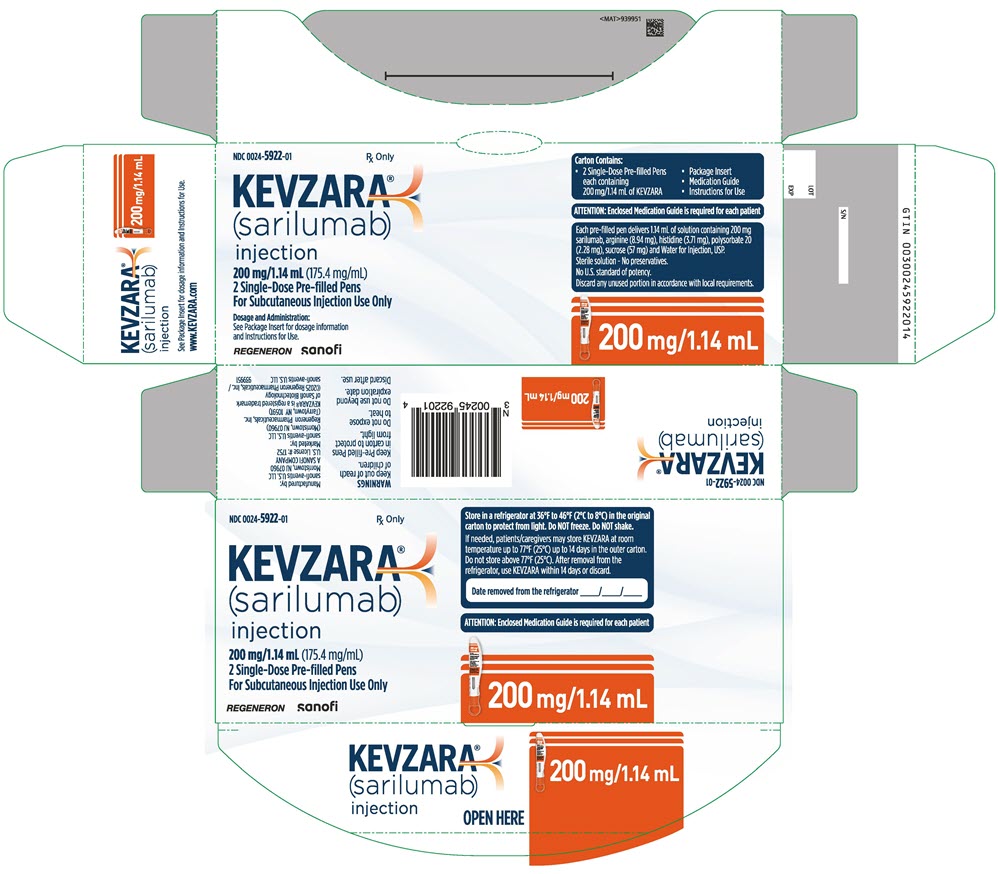 <MAT>939951
NDC 0024-5922-01
Rx Only
KEVZARA®
(sarilumab)
injection
200 mg/1.14 mL (175.4 mg/mL)
2 Single-Dose Pre-filled Pens
For Subcutaneous Injection Use Only
Dosage and Administration:
See Package Insert for dosage information
and Instructions for Use.
REGENERON sanofi
Carton Contains:
• 2 Single-Dose Pre-filled Pens
each containing
200 mg/1.14 mL of KEVZARA
• Package Insert
• Medication Guide
• Instructions for Use
ATTENTION: Enclosed Medication Guide is required for each patient
Each pre-filled pen delivers 1.14 mL of solution containing 200 mg
sarilumab, arginine (8.94 mg), histidine (3.71 mg), polysorbate 20
(2.28 mg), sucrose (57 mg) and Water for Injection, USP.
Sterile solution - No preservatives.
No U.S. standard of potency.
Discard any unused portion in accordance with local requirements.
200 mg/1.14 mL
200 mg/1.14 mL
KEVZARA®
(sarilumab)
injection
See Package Insert for dosage information and Instructions for Use.
www.KEVZARA.com
LOT
EXP
S/N
GTIN 00300245922014
NDC 0024-5922-01
KEVZARA®
(sarilumab)
injection
200 mg/1.14 mL
N 3 00245 92201 4
WARNINGS
Keep out of reach
of children.
Keep Pre-filled Pens
in carton to protect
from light.
Do not expose
to heat.
Do not use beyond
expiration date.
Discard after use.
Manufactured by:
sanofi-aventis U.S. LLC
Morristown, NJ 07960
A SANOFI COMPANY
U.S. License #: 1752
Marketed by:
sanofi-aventis U.S. LLC
(Morristown, NJ 07960)
Regeneron Pharmaceuticals, Inc.
(Tarrytown, NY 10591)
KEVZARA® is a registered trademark
of Sanofi Biotechnology
©2025 Regeneron Pharmaceuticals, Inc. /
sanofi-aventis U.S. LLC
939951
NDC 0024-5922-01
Rx Only
KEVZARA®
(sarilumab)
injection
200 mg/1.14 mL (175.4 mg/mL)
2 Single-Dose Pre-filled Pens
For Subcutaneous Injection Use Only
REGENERON sanofi
Store in a refrigerator at 36°F to 46°F (2°C to 8°C) in the original
carton to protect from light. Do NOT freeze. Do NOT shake.
If needed, patients/caregivers may store KEVZARA at room
temperature up to 77°F (25°C) up to 14 days in the outer carton.
Do not store above 77°F (25°C). After removal from the
refrigerator, use KEVZARA within 14 days or discard.
Date removed from the refrigerator ____/____/____
ATTENTION: Enclosed Medication Guide is required for each patient
200 mg/1.14 mL
KEVZARA®
(sarilumab)
injection
OPEN HERE
200 mg/1.14 mL